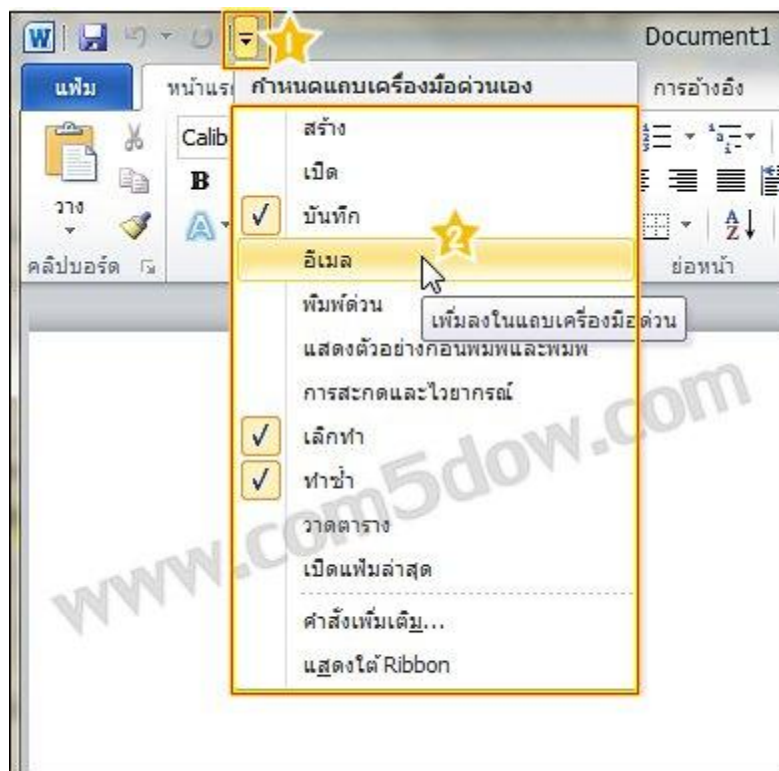 W
1
Document1
แฟ้ม
หน้าแร
กำหนดแถบเครื่องมือด่วนเอง
การอ้างอิง
Calib
B
A
วาง
คลิปบอร์ด
ย่อหน้า
สร้าง
เปิด
บันทึก
2
อีเมล
พิมพ์ด่วน
เพิ่มลงในแถบเครื่องมือด่วน
แสดงตัวอย่างก่อนพิมพ์และพิมพ์
การสะกดและไวยากรณ์
เลิกทำ
ทำซ้ำ
วาดตาราง
เปิดแฟ้มล่าสุด
คำสั่งเพิ่มเติม...
แสดงใต้ Ribbon
www.com5dow.com